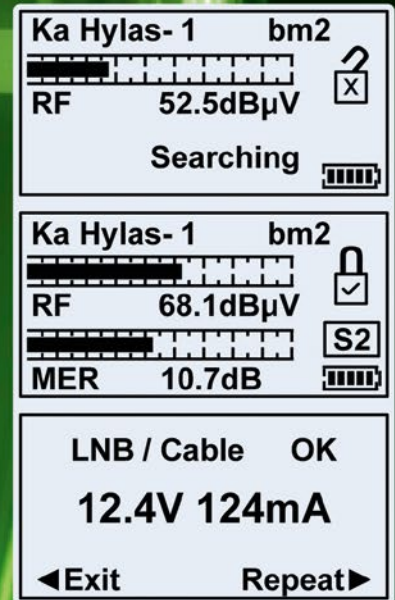 Ka Hylas- 1 bm2
X
RF 52.5dBµV
Searching
Ka Hylas- 1 bm2
RF 68.1dBµV
S2
MER 10.7dB
LNB / Cable OK
12.4V 124mA
◄Exit Repeat►